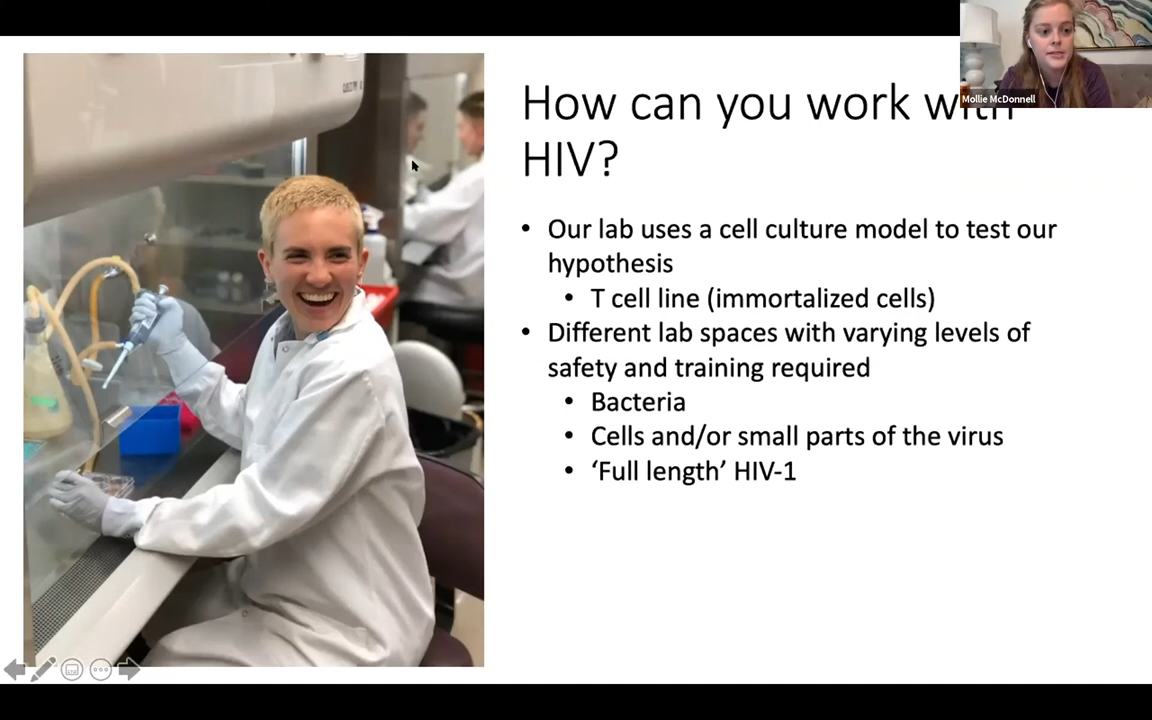 Mollie McDonnell
How can you work with
HIV?
• Our lab uses a cell culture model to test our
hypothesis
• T cell line (immortalized cells)
• Different lab spaces with varying levels of
safety and training required
• Bacteria
• Cells and/or small parts of the virus
• ‘Full length’ HIV-1